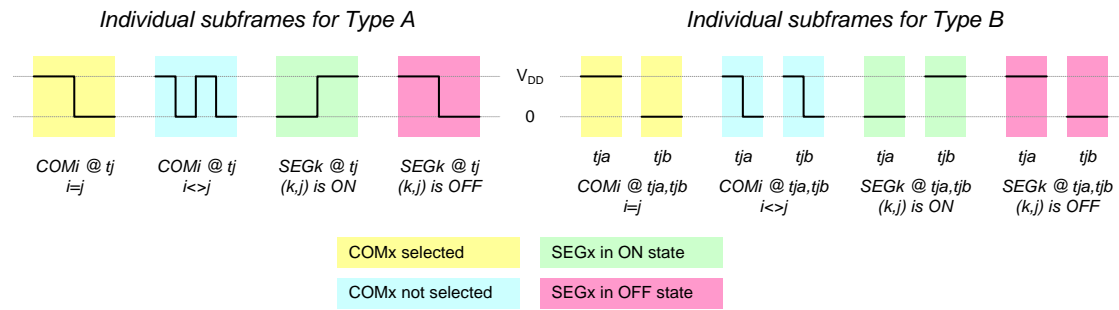 Individual subframes for Type A
Individual subframes for Type B
VDD
0
COMi @ tj
i=j
COMi @ tj
i<>j
SEGk @ tj
(k,j) is ON
SEGk @ tj
(k,j) is OFF
tja tjb
COMi @ tja,tjb
i=j
tja tjb
COMi @ tja,tjb
i<>j
tja tjb
SEGk @ tja,tjb
(k,j) is ON
tja tjb
SEGk @ tja,tjb
(k,j) is OFF
COMx selected
SEGx in ON state
COMx not selected
SEGx in OFF state